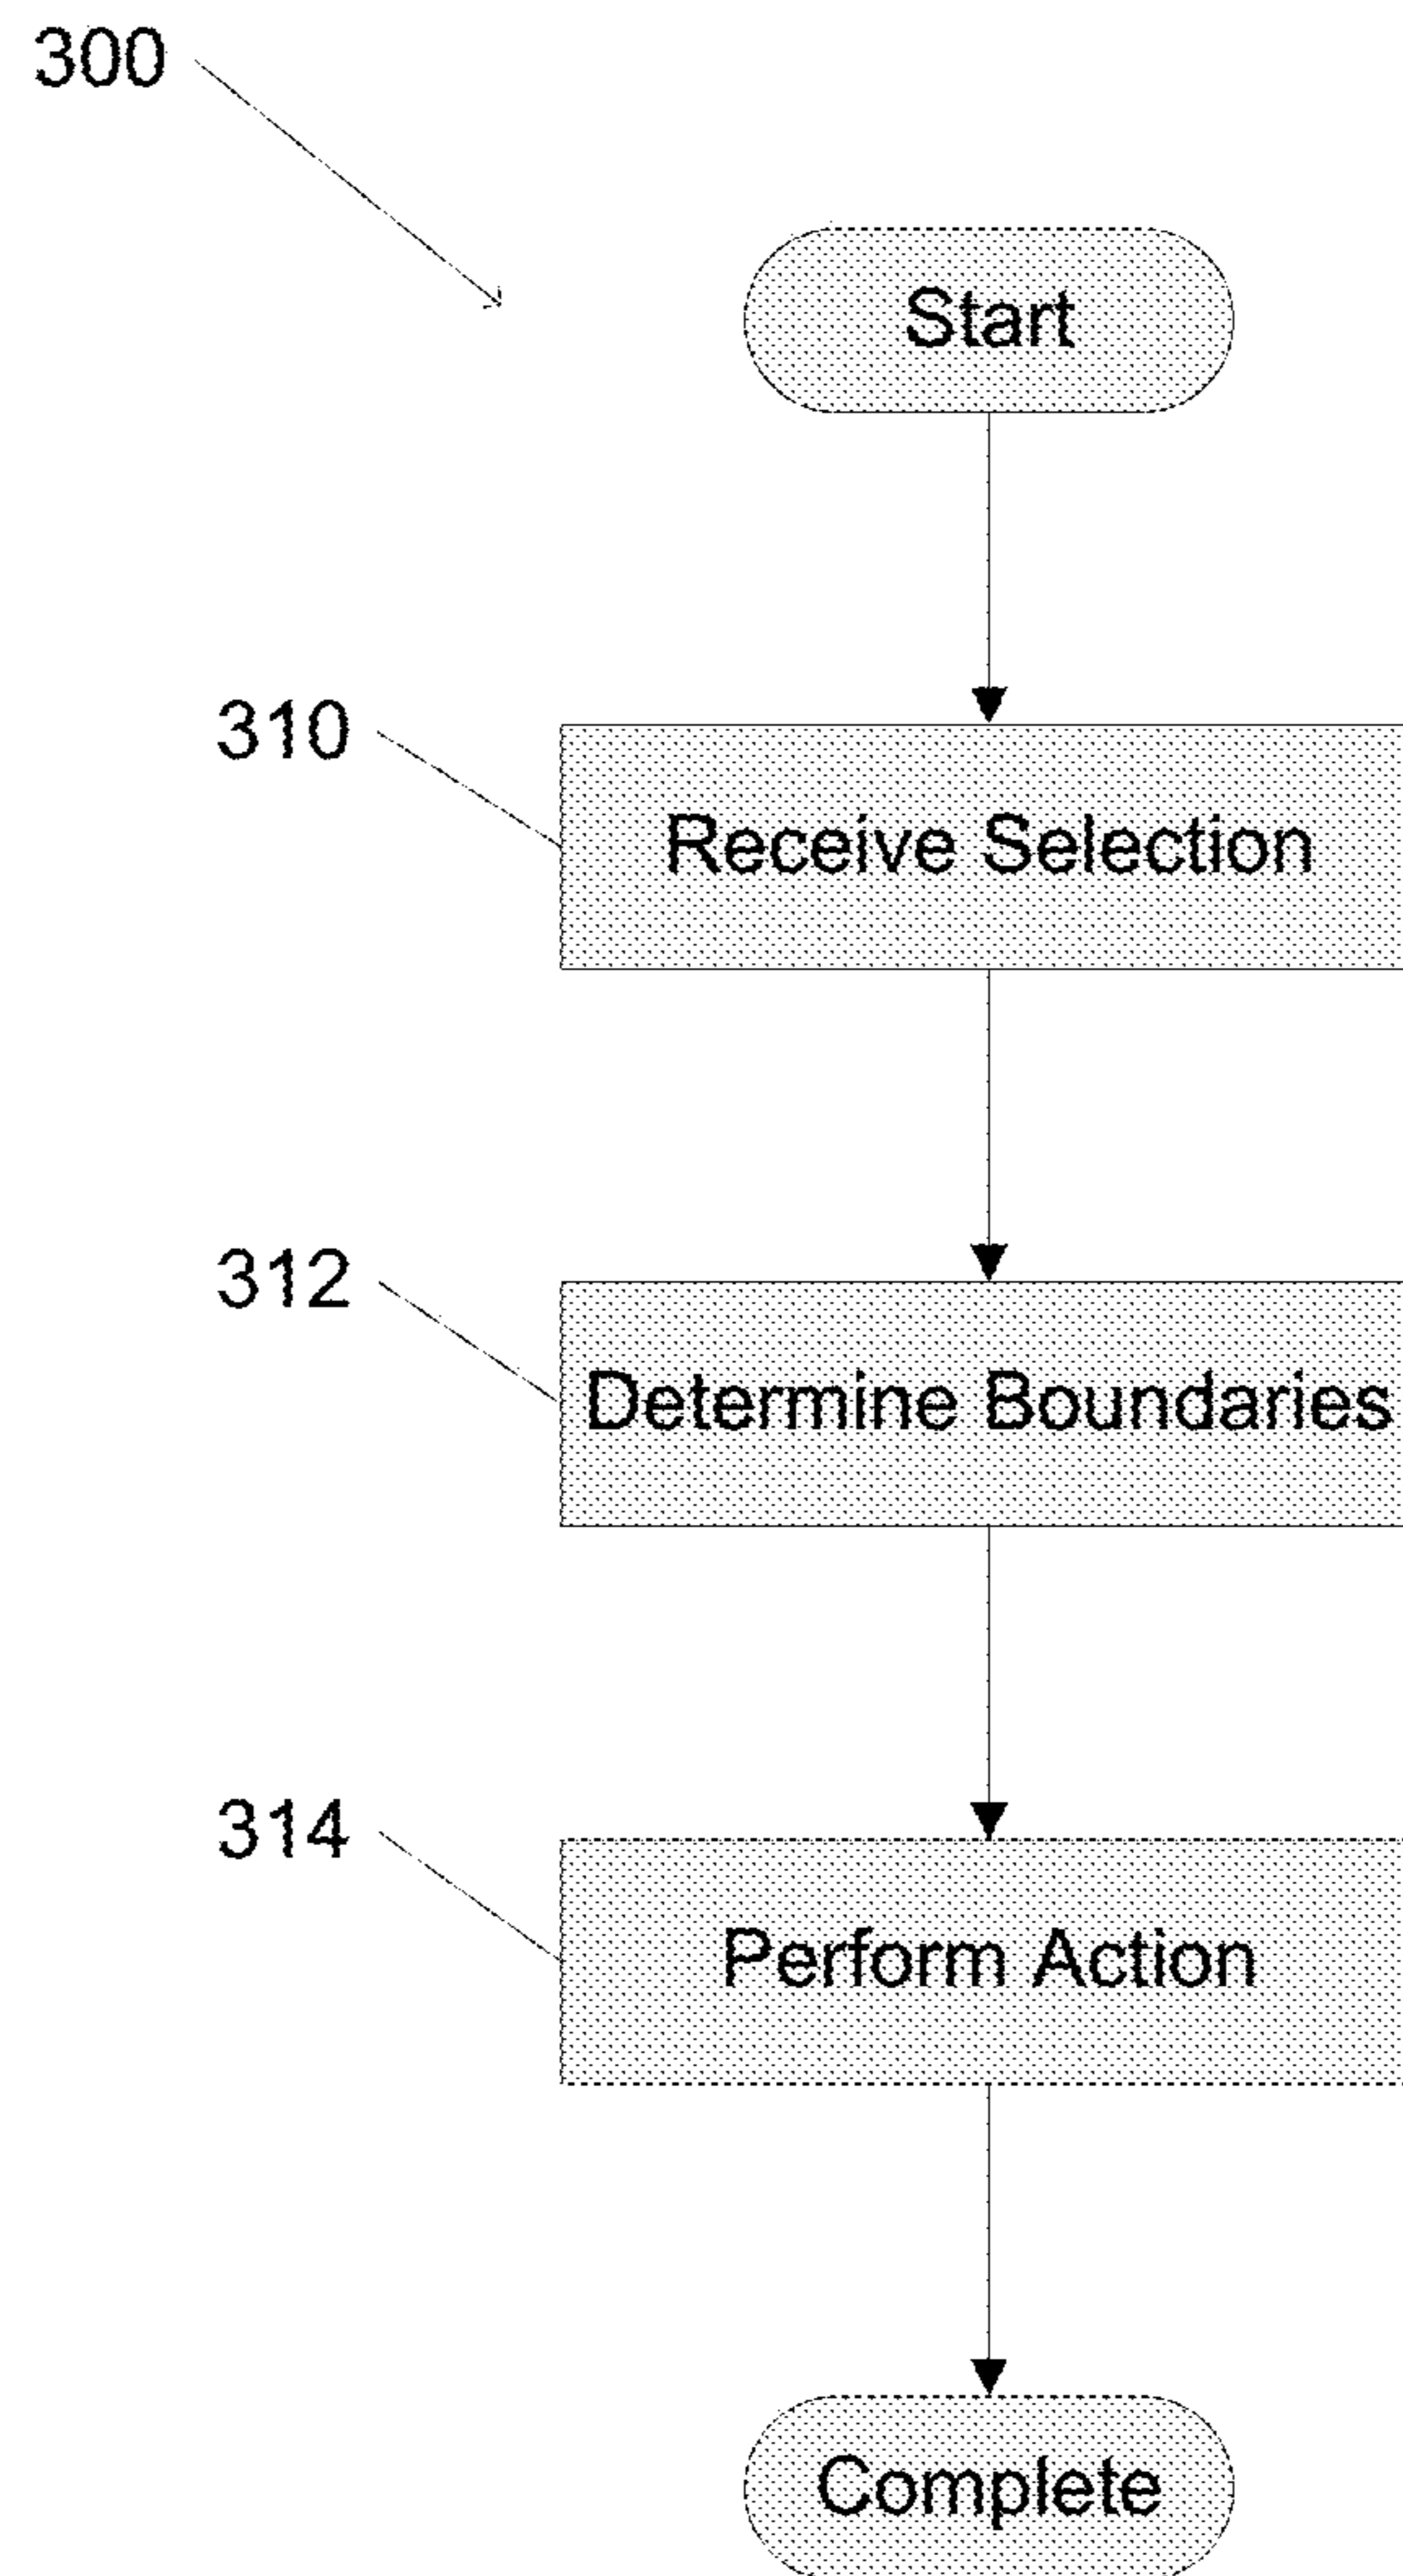 300
Start
310
Receive Selection
312
Determine Boundaries
314
Perform Action
Complete